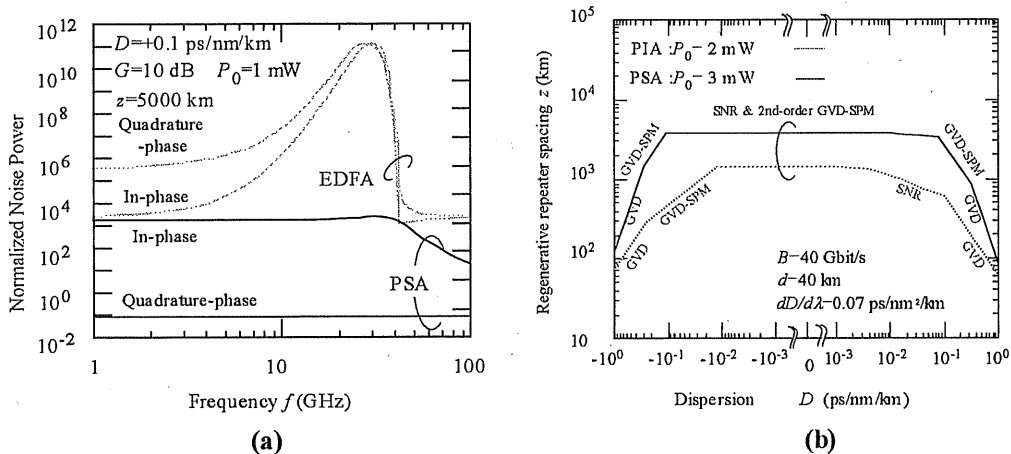 10^12
10^10
10^8
10^6
10^4
10^2
10^0
10^-2
Normalized Noise Power
D=+0.1 ps/nm/km
G=10 dB P_0=1 mW
z=5000 km
Quadrature
-phase
In-phase
EDFA
In-phase
PSA
Quadrature-phase
1
10
100
Frequency f (GHz)
(a)
10^5
10^4
10^3
10^2
10
Regenerative repeater spacing z (km)
PIA : P_0= 2 mW
PSA : P_0= 3 mW
SNR & 2nd-order GVD-SPM
GVD-SPM
GVD-SPM
GVD
GVD-SPM
SNR
GVD
GVD
GVD
B=40 Gbit/s
d=40 km
dD/dλ=0.07 ps/nm²/km
-10^0
-10^-1
-10^-2
-10^-3
0
10^-3
10^-2
10^-1
10^0
Dispersion D (ps/nm/km)
(b)